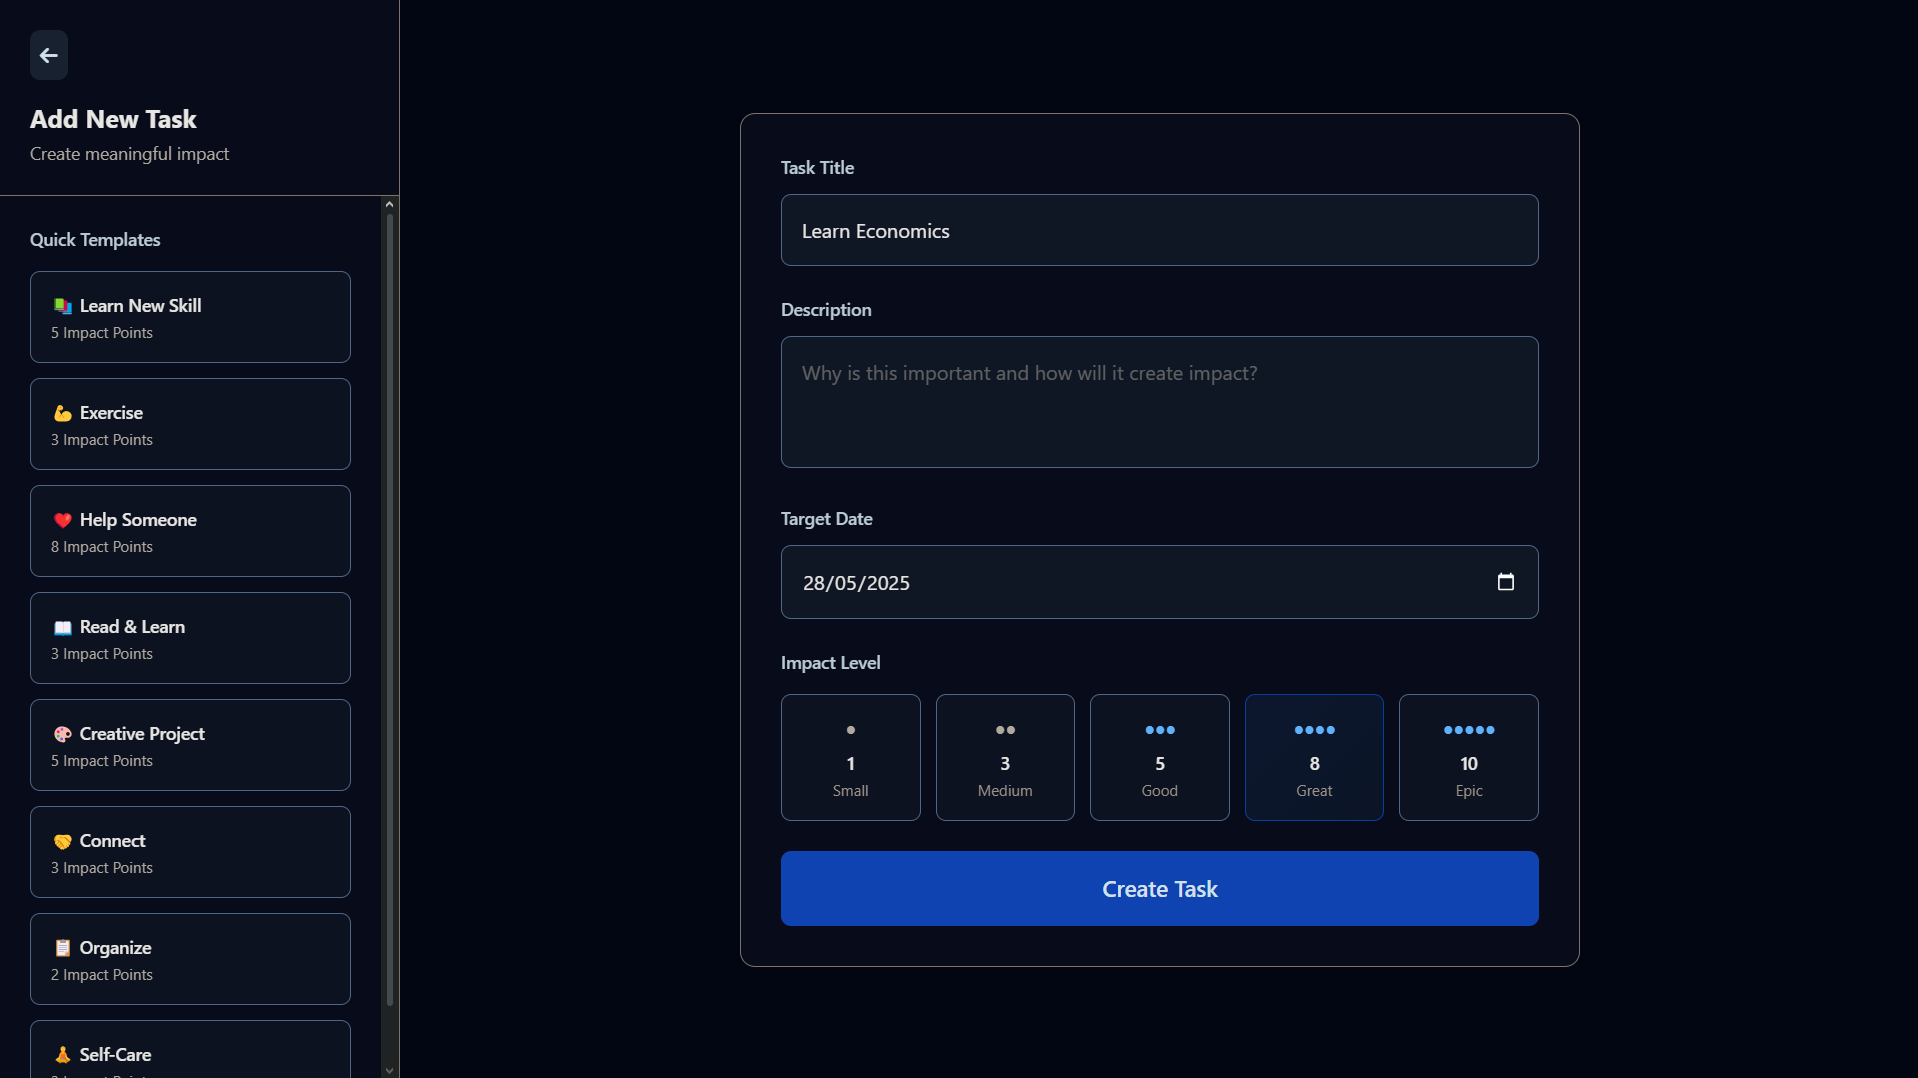 Add New Task
Create meaningful impact
Quick Templates
Learn New Skill
5 Impact Points
Exercise
3 Impact Points
Help Someone
8 Impact Points
Read & Learn
3 Impact Points
Creative Project
5 Impact Points
Connect
3 Impact Points
Organize
2 Impact Points
Self-Care
Task Title
Learn Economics
Description
Why is this important and how will it create impact?
Target Date
28/05/2025
Impact Level
1
Small
3
Medium
5
Good
8
Great
10
Epic
Create Task